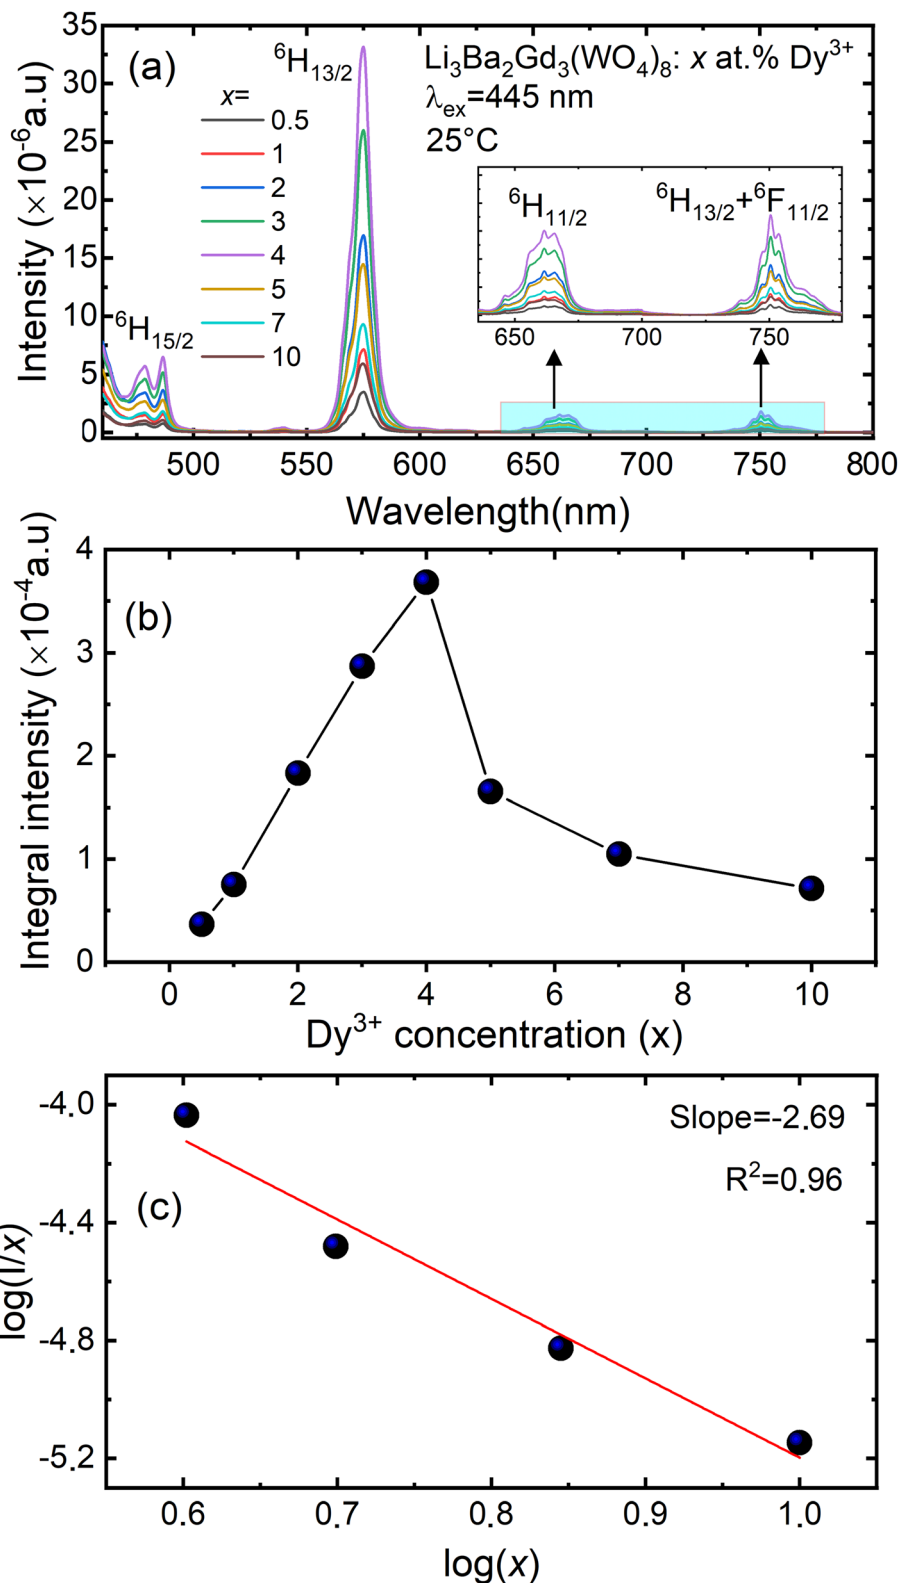 (a)
⁶H₁₃/₂
Li₃Ba₂Gd₃(WO₄)₈: x at.% Dy³⁺
λₑₓ=445 nm
25°C
x=
0.5
1
2
3
4
5
7
10
⁶H₁₅/₂
⁶H₁₁/₂
⁶H₁₃/₂+⁶F₁₁/₂
650
700
750
35
30
25
20
15
10
5
0
Intensity (×10⁻⁶a.u)
500
550
600
650
700
750
800
Wavelength(nm)
(b)
4
3
2
1
0
Integral intensity (×10⁻⁴a.u)
0
2
4
6
8
10
Dy³⁺ concentration (x)
(c)
Slope=-2.69
R²=0.96
-4.0
-4.4
-4.8
-5.2
log(I/x)
0.6
0.7
0.8
0.9
1.0
log(x)